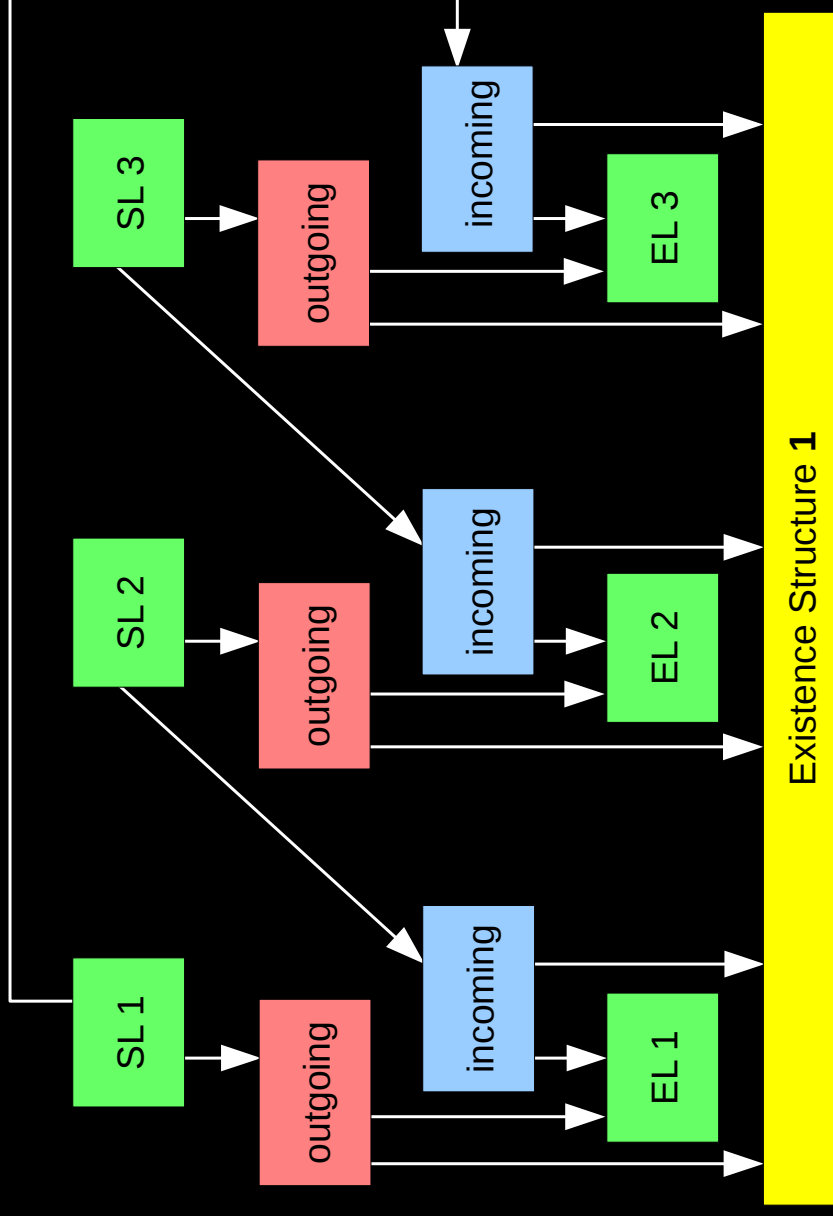 SL 1
SL 2
SL 3
outgoing
outgoing
outgoing
incoming
incoming
incoming
EL 1
EL 2
EL 3
Existence Structure 1